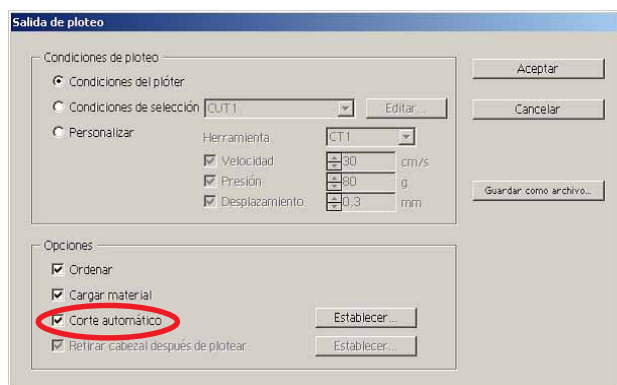 Salida de ploteo
Condiciones de ploteo
Condiciones del plóter
Aceptar
Condiciones de selección CUT1 Editar... Cancelar
Personalizar Herramienta CT1
Velocidad 30 cm/s
Presión 80 g Guardar como archivo...
Desplazamiento 0,3 mm
Opciones
Ordenar
Cargar material
Corte automático Establecer...
Retirar cabezal después de plotear Establecer...